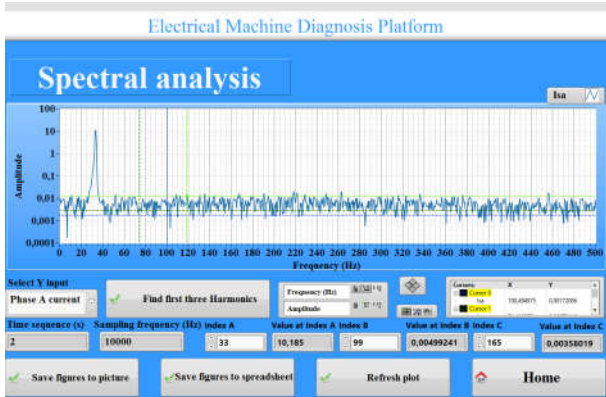 Electrical Machine Diagnosis Platform
Spectral analysis
Isa
100
10
1
0,1
0,01
0,001
0,0001
Amplitude
0 20 40 60 80 100 120 140 160 180 200 220 240 260 280 300 320 340 360 380 400 420 440 460 480 500
Frequency (Hz)
Select Y input
Phase A current
Find first three Harmonics
Frequency (Hz)
Amplitude
Cursors: X Y
Cursor 0
Isa
Cursor 1
Time sequence (s) Sampling frequency (Hz) Index A Value at Index A Index B Value at Index B Index C Value at Index C
2 10000 33 10,185 99 0,00499241 165 0,00358019
Save figures to picture
Save figures to spreadsheet
Refresh plot
Home